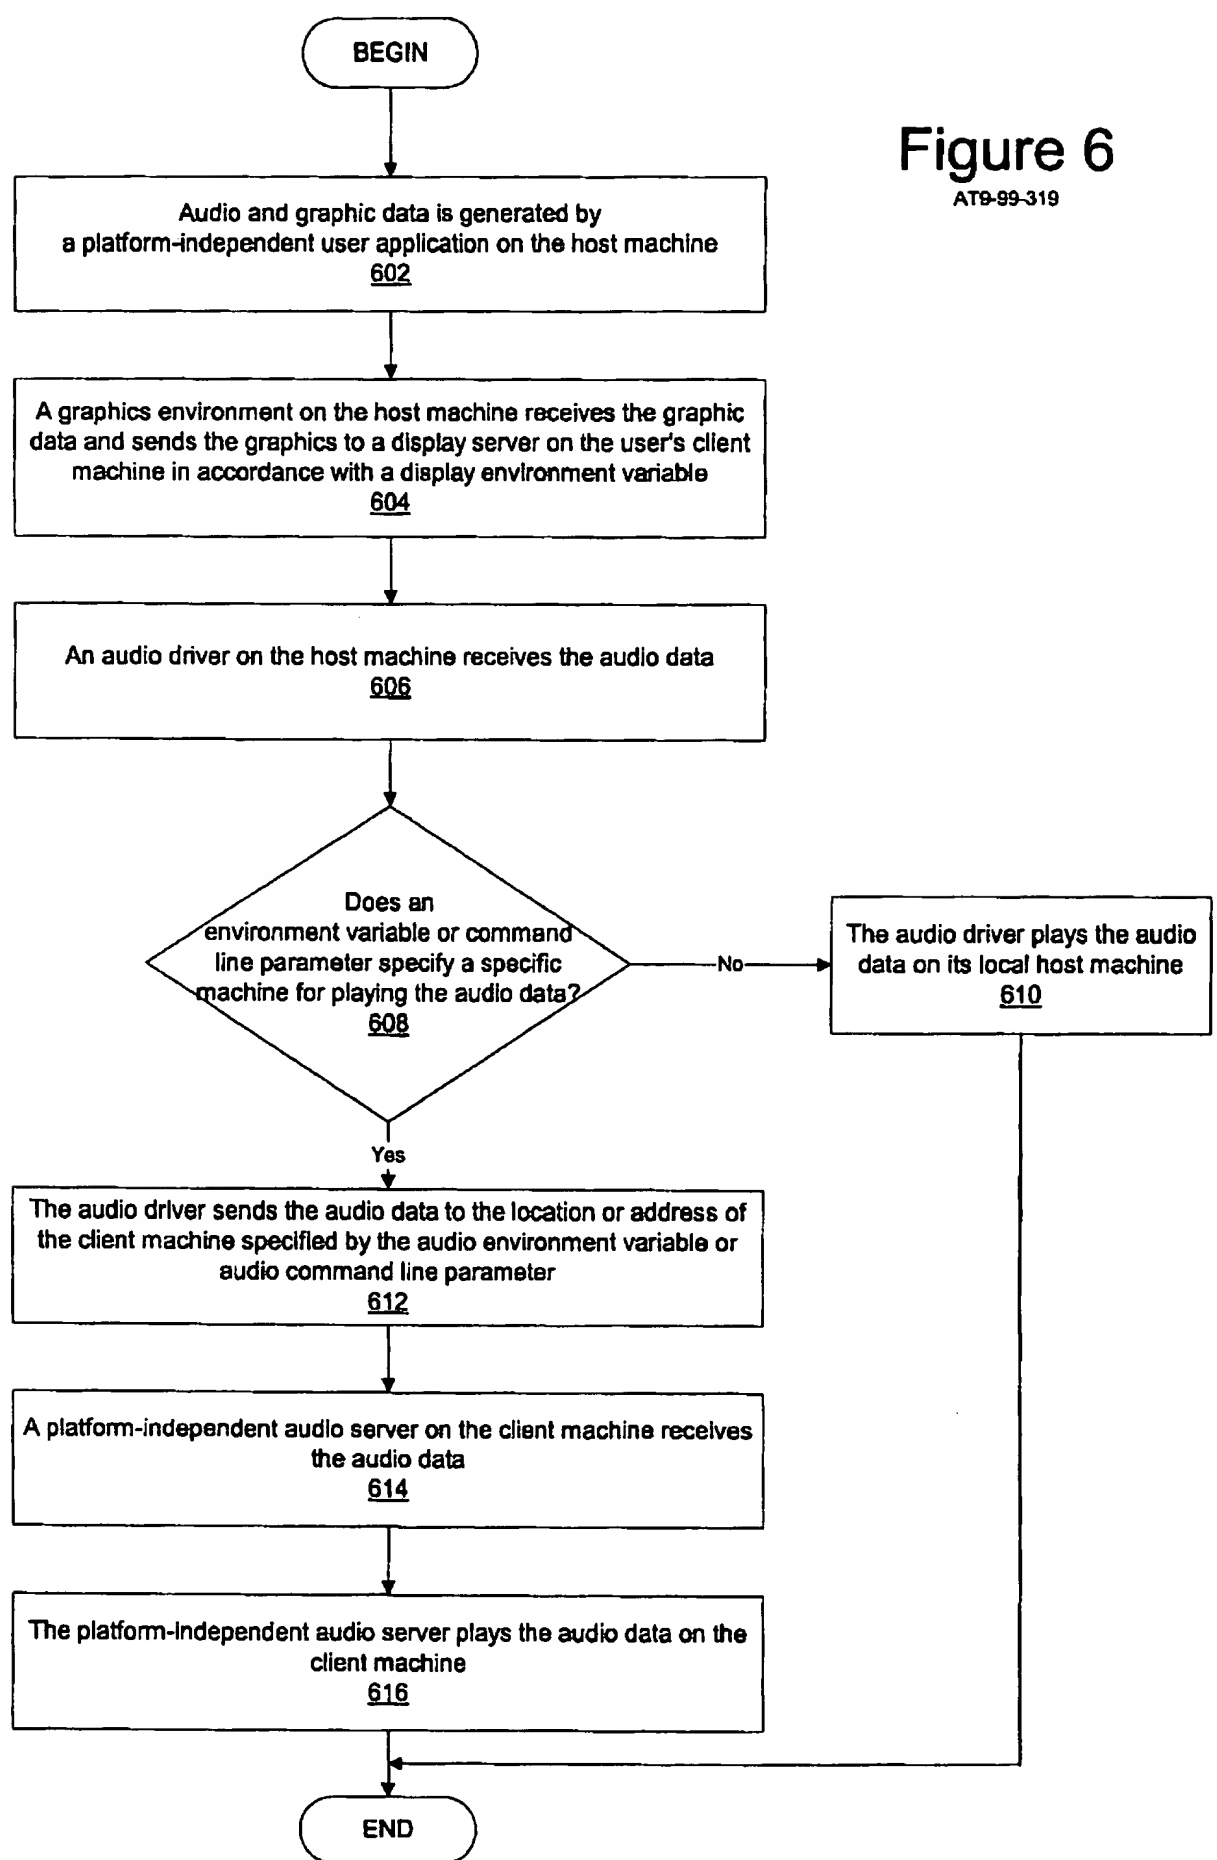 BEGIN
Figure 6
AT9-99-319
Audio and graphic data is generated by
a platform-independent user application on the host machine
602
A graphics environment on the host machine receives the graphic
data and sends the graphics to a display server on the user's client
machine in accordance with a display environment variable
604
An audio driver on the host machine receives the audio data
606
Does an
environment variable or command
line parameter specify a specific
machine for playing the audio data?
608
No
The audio driver plays the audio
data on its local host machine
610
Yes
The audio driver sends the audio data to the location or address of
the client machine specified by the audio environment variable or
audio command line parameter
612
A platform-independent audio server on the client machine receives
the audio data
614
The platform-independent audio server plays the audio data on the
client machine
616
END